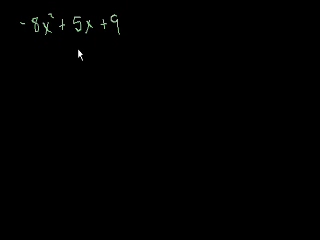 -8x² + 5x + 9